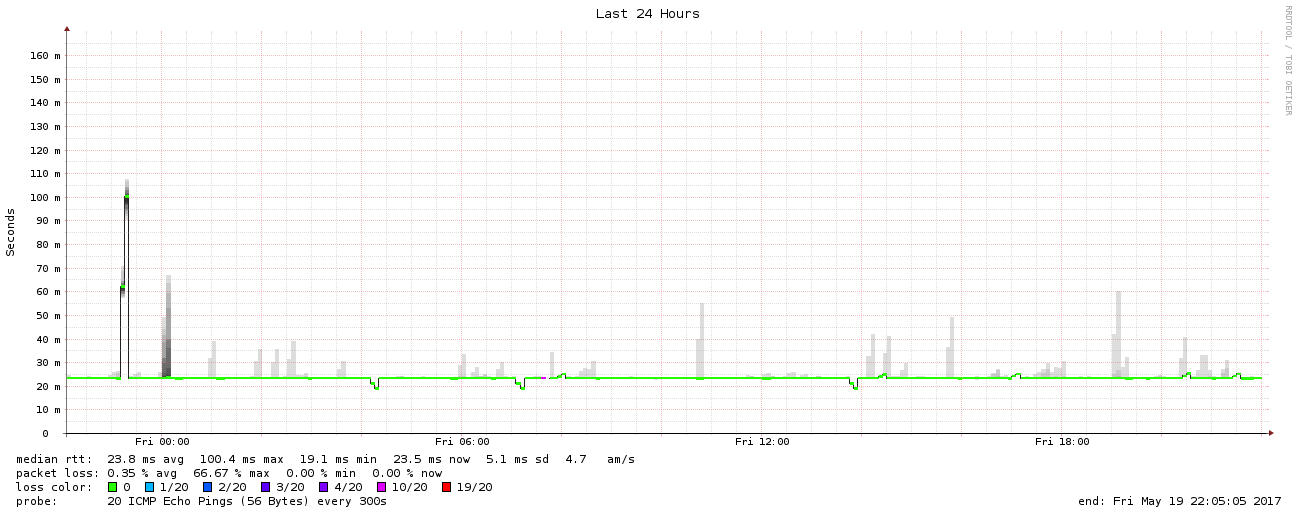 Last 24 Hours
RRDTOOL / TOBI OETIKER
Seconds
160 m
150 m
140 m
130 m
120 m
110 m
100 m
90 m
80 m
70 m
60 m
50 m
40 m
30 m
20 m
10 m
0
Fri 00:00 Fri 06:00 Fri 12:00 Fri 18:00
median rtt: 23.8 ms avg 100.4 ms max 19.1 ms min 23.5 ms now 5.1 ms sd 4.7 am/s
packet loss: 0.35 % avg 66.67 % max 0.00 % min 0.00 % now
loss color: 0 1/20 2/20 3/20 4/20 10/20 19/20
probe: 20 ICMP Echo Pings (56 Bytes) every 300s end: Fri May 19 22:05:05 2017